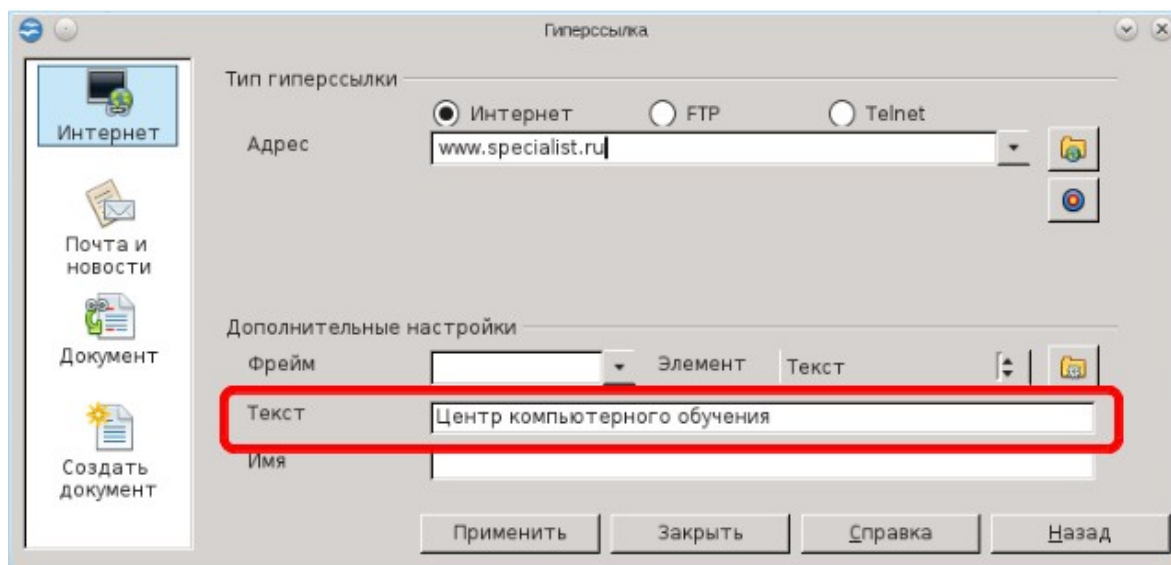 Гиперссылка
Интернет
Почта и
новости
Документ
Создать
документ
Тип гиперссылки
Интернет FTP Telnet
Адрес www.specialist.ru
Дополнительные настройки
Фрейм Элемент Текст
Текст Центр компьютерного обучения
Имя
Применить Закрыть Справка Назад